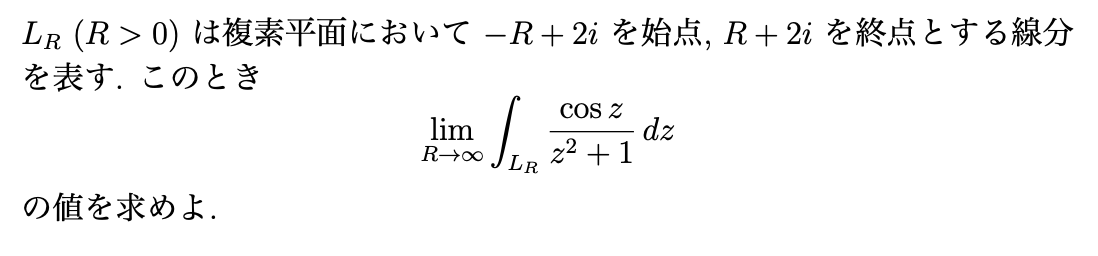 L_R (R > 0) は複素平面において −R + 2i を始点, R + 2i を終点とする線分
を表す. このとき
\lim_{R→∞} \int_{L_R} \frac{\cos z}{z^2 + 1} dz
の値を求めよ.